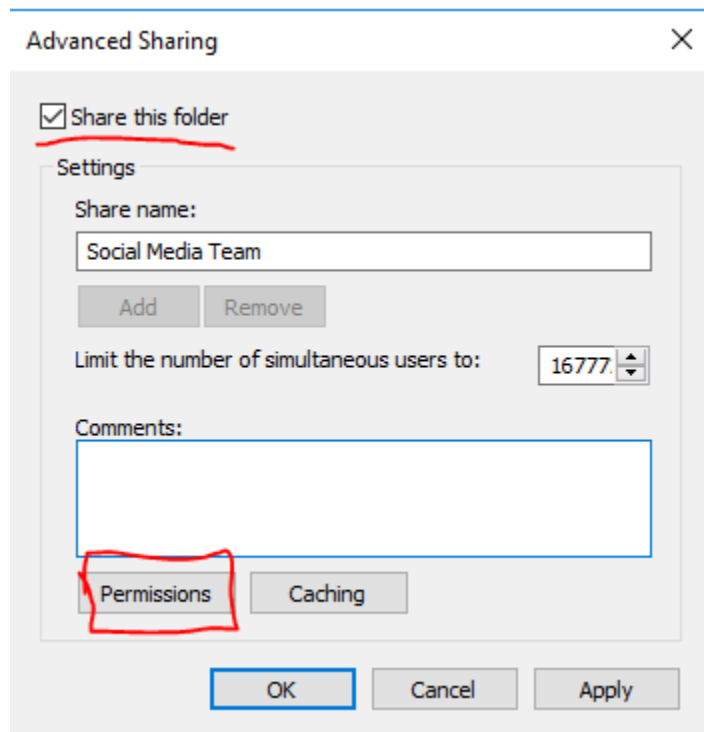 Advanced Sharing
Share this folder
Settings
Share name:
Social Media Team
Add Remove
Limit the number of simultaneous users to: 16777
Comments:
Permissions Caching
OK Cancel Apply